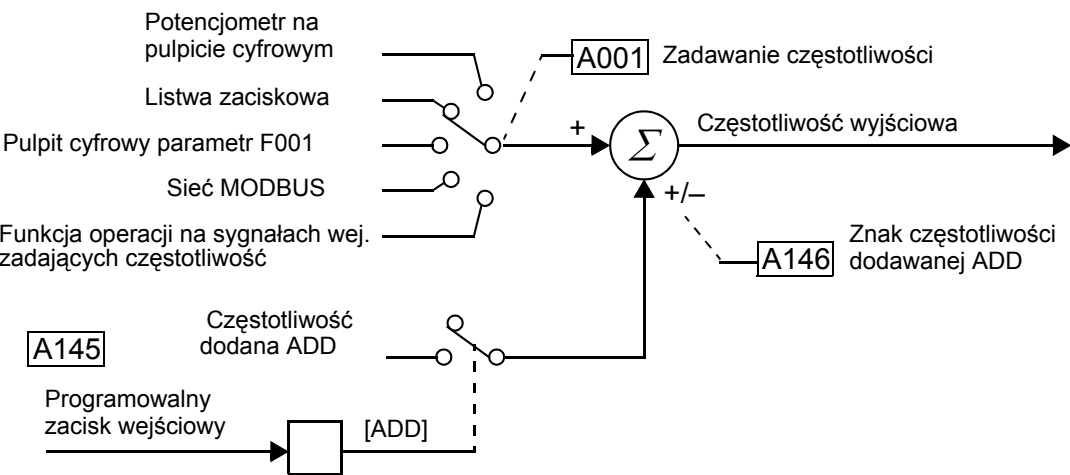 Potencjometr na
pulpicie cyfrowym
A001 Zadawanie częstotliwości
Listwa zaciskowa
+ Σ Częstotliwość wyjściowa
Pulpit cyfrowy parametr F001
Sieć MODBUS
+/–
Funkcja operacji na sygnałach wej.
zadających częstotliwość
A146 Znak częstotliwości
dodawanej ADD
A145
Częstotliwość
dodana ADD
Programowalny
zacisk wejściowy
[ADD]